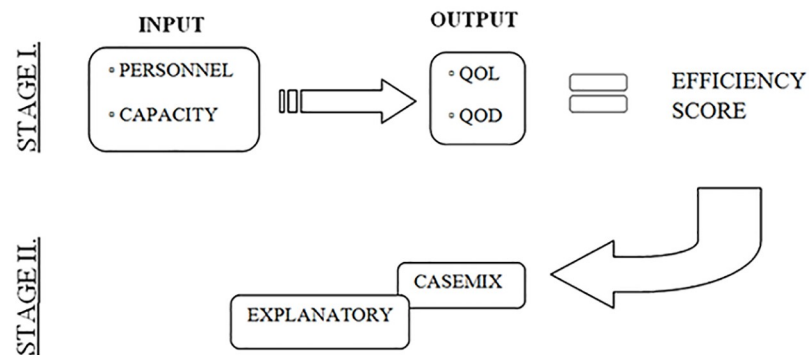 INPUT
OUTPUT
STAGE I.
▫ PERSONNEL
▫ CAPACITY
▫ QOL
▫ QOD
EFFICIENCY
SCORE
STAGE II.
CASEMIX
EXPLANATORY